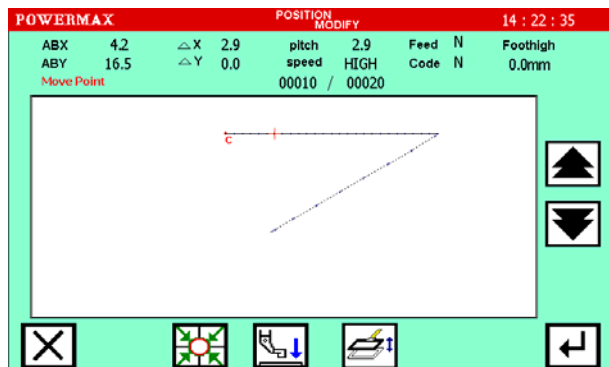 POWERMAX POSITION MODIFY 14 : 22 : 35
ABX 4.2 △X 2.9 pitch 2.9 Feed N Foothigh
ABY 16.5 △Y 0.0 speed HIGH Code N 0.0mm
Move Point 00010 / 00020
C